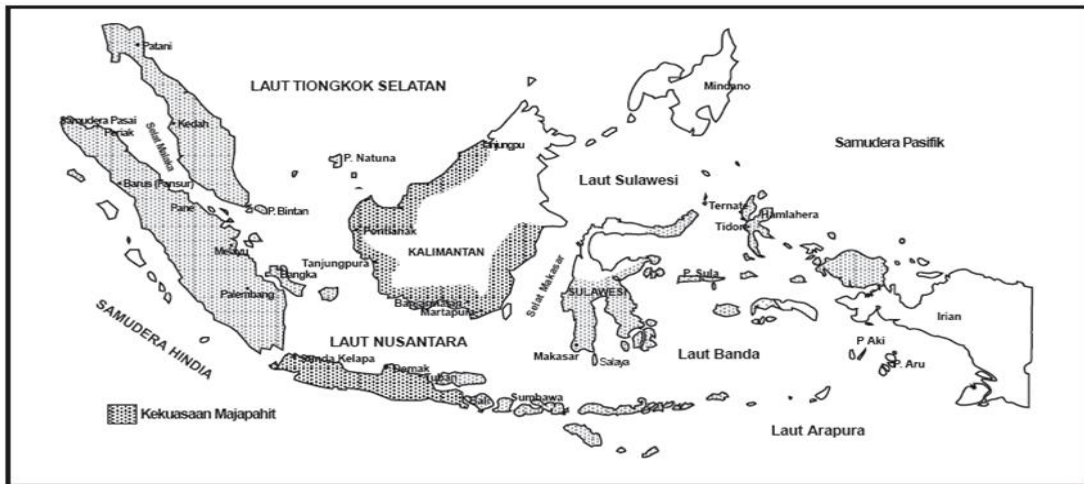 Patani
LAUT TIONGKOK SELATAN
Mindano
Samudera Pasai
Perlak
Selat Melaka
Kedah
Tanjungpu
Samudera Pasifik
P. Natuna
Laut Sulawesi
Barus (Pansur)
Pane
P. Bintan
Ternate
Hamlahera
Tidore
Pontianak
Melayu
KALIMANTAN
Tanjungpura
Bangka
Selat Makasar
P. Sula
Palembang
SULAWESI
Martapura
SAMUDERA HINDIA
LAUT NUSANTARA
Irian
Sunda Kelapa
Makasar
Salaya
Laut Banda
P Aki
P. Aru
Demak
Tuban
Bali
Sumbawa
Kekuasaan Majapahit
Laut Arapura